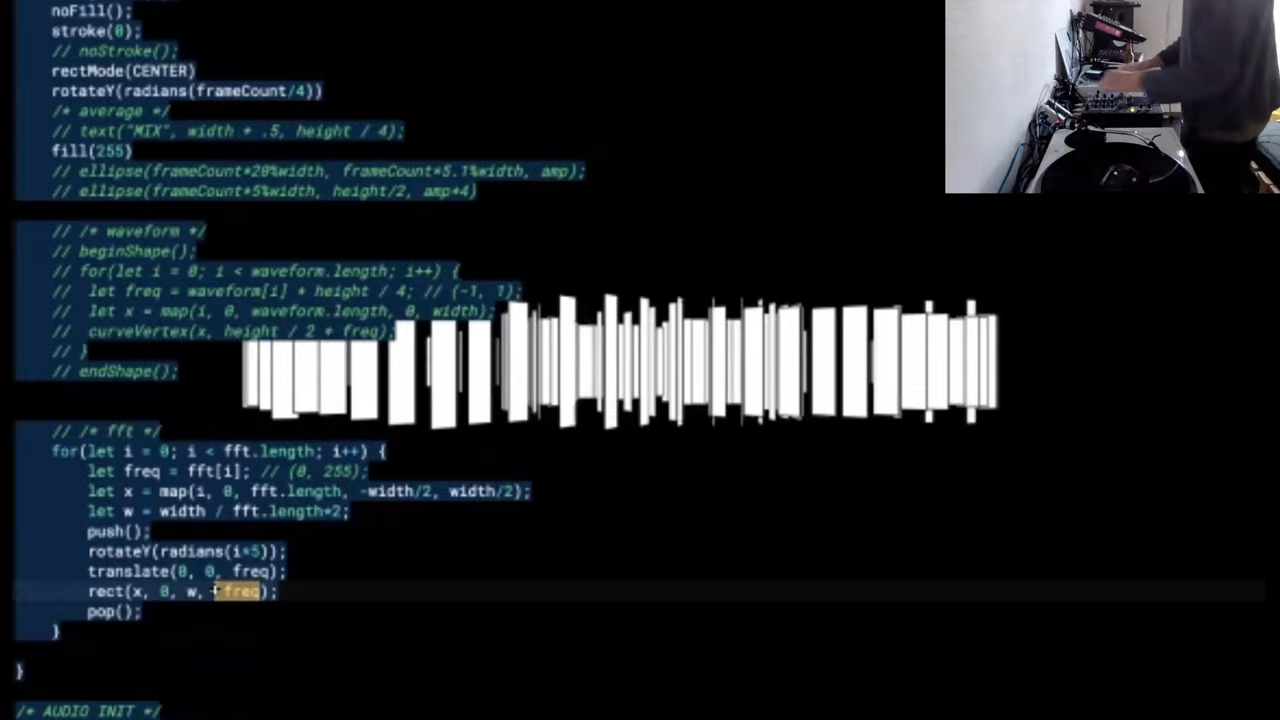 noFill();
stroke(0);
// noStroke();
rectMode(CENTER)
rotateY(radians(frameCount/4))
/* average */
// text("MIX", width * .5, height / 4);
fill(255)
// ellipse(frameCount*20%width, frameCount*5.1%width, amp);
// ellipse(frameCount*5%width, height/2, amp*4)
// /* waveform */
// beginShape();
// for(let i = 0; i < waveform.length; i++) {
//  let freq = waveform[i] * height / 4; // (-1, 1);
//  let x = map(i, 0, waveform.length, 0, width);
//  curveVertex(x, height / 2 + freq);
// }
// endShape();
// /* fft */
for(let i = 0; i < fft.length; i++) {
let freq = fft[i]; // (0, 255);
let x = map(i, 0, fft.length, -width/2, width/2);
let w = width / fft.length*2;
push();
rotateY(radians(i*5));
translate(0, 0, freq);
rect(x, 0, w, freq);
pop();
}
}
/* AUDIO INIT */